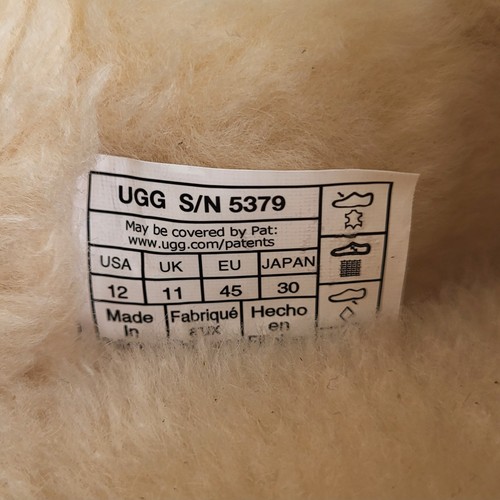 UGG S/N 5379
May be covered by Pat:
www.ugg.com/patents
USA UK EU JAPAN
12 11 45 30
Made Fabriqué Hecho
In aux en